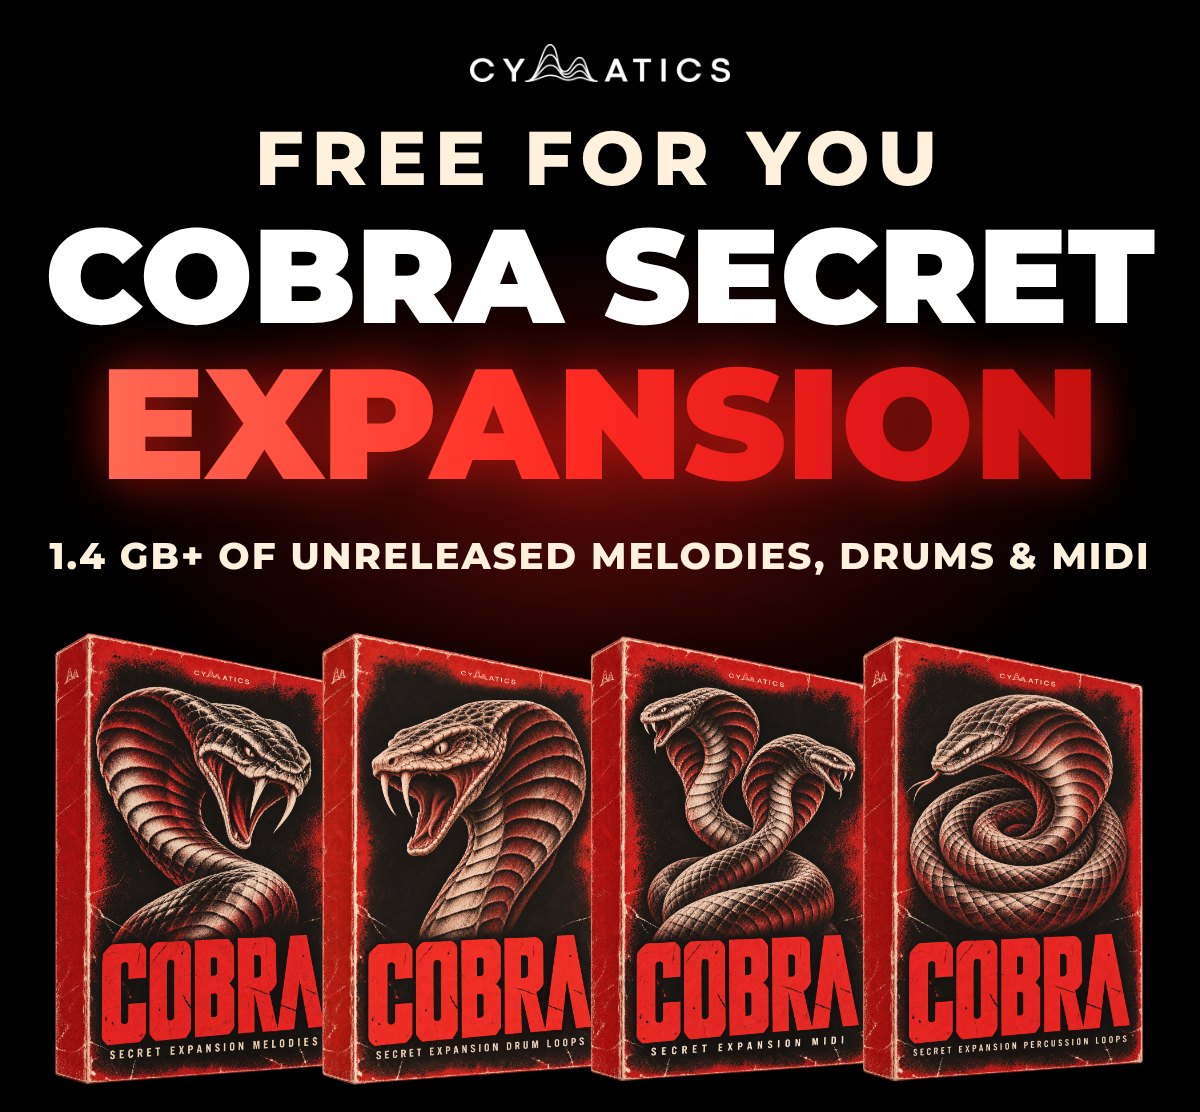 CYMATICS
FREE FOR YOU
COBRA SECRET
EXPANSION
1.4 GB+ OF UNRELEASED MELODIES, DRUMS & MIDI
CYMATICS
COBRA
SECRET EXPANSION MELODIES
CYMATICS
COBRA
SECRET EXPANSION DRUM LOOPS
CYMATICS
COBRA
SECRET EXPANSION MIDI
CYMATICS
COBRA
SECRET EXPANSION PERCUSSION LOOPS